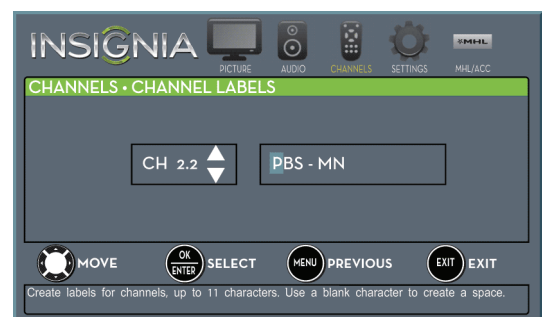 INSIGNIA
PICTURE AUDIO CHANNELS SETTINGS MHL MHL/ACC
CHANNELS • CHANNEL LABELS
CH 2.2 PBS - MN
MOVE OK/ENTER SELECT MENU PREVIOUS EXIT EXIT
Create labels for channels, up to 11 characters. Use a blank character to create a space.